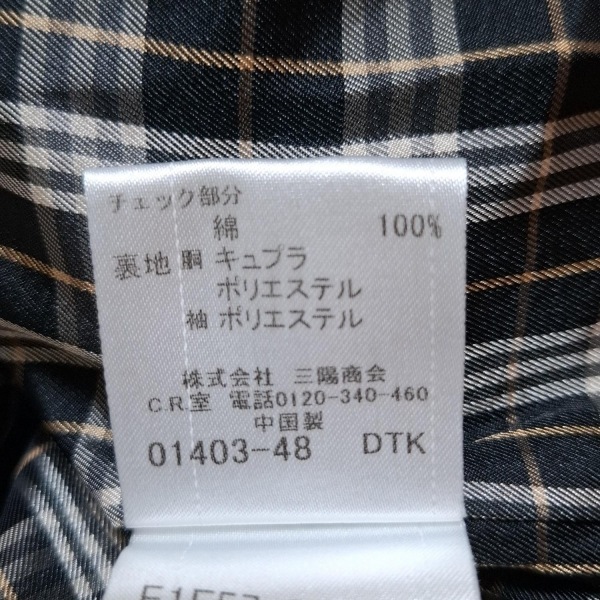 チェック部分
綿 100%
裏地 胴 キュプラ
ポリエステル
袖 ポリエステル
株式会社 三陽商会
C.R.室 電話0120-340-460
中国製
01403-48 DTK